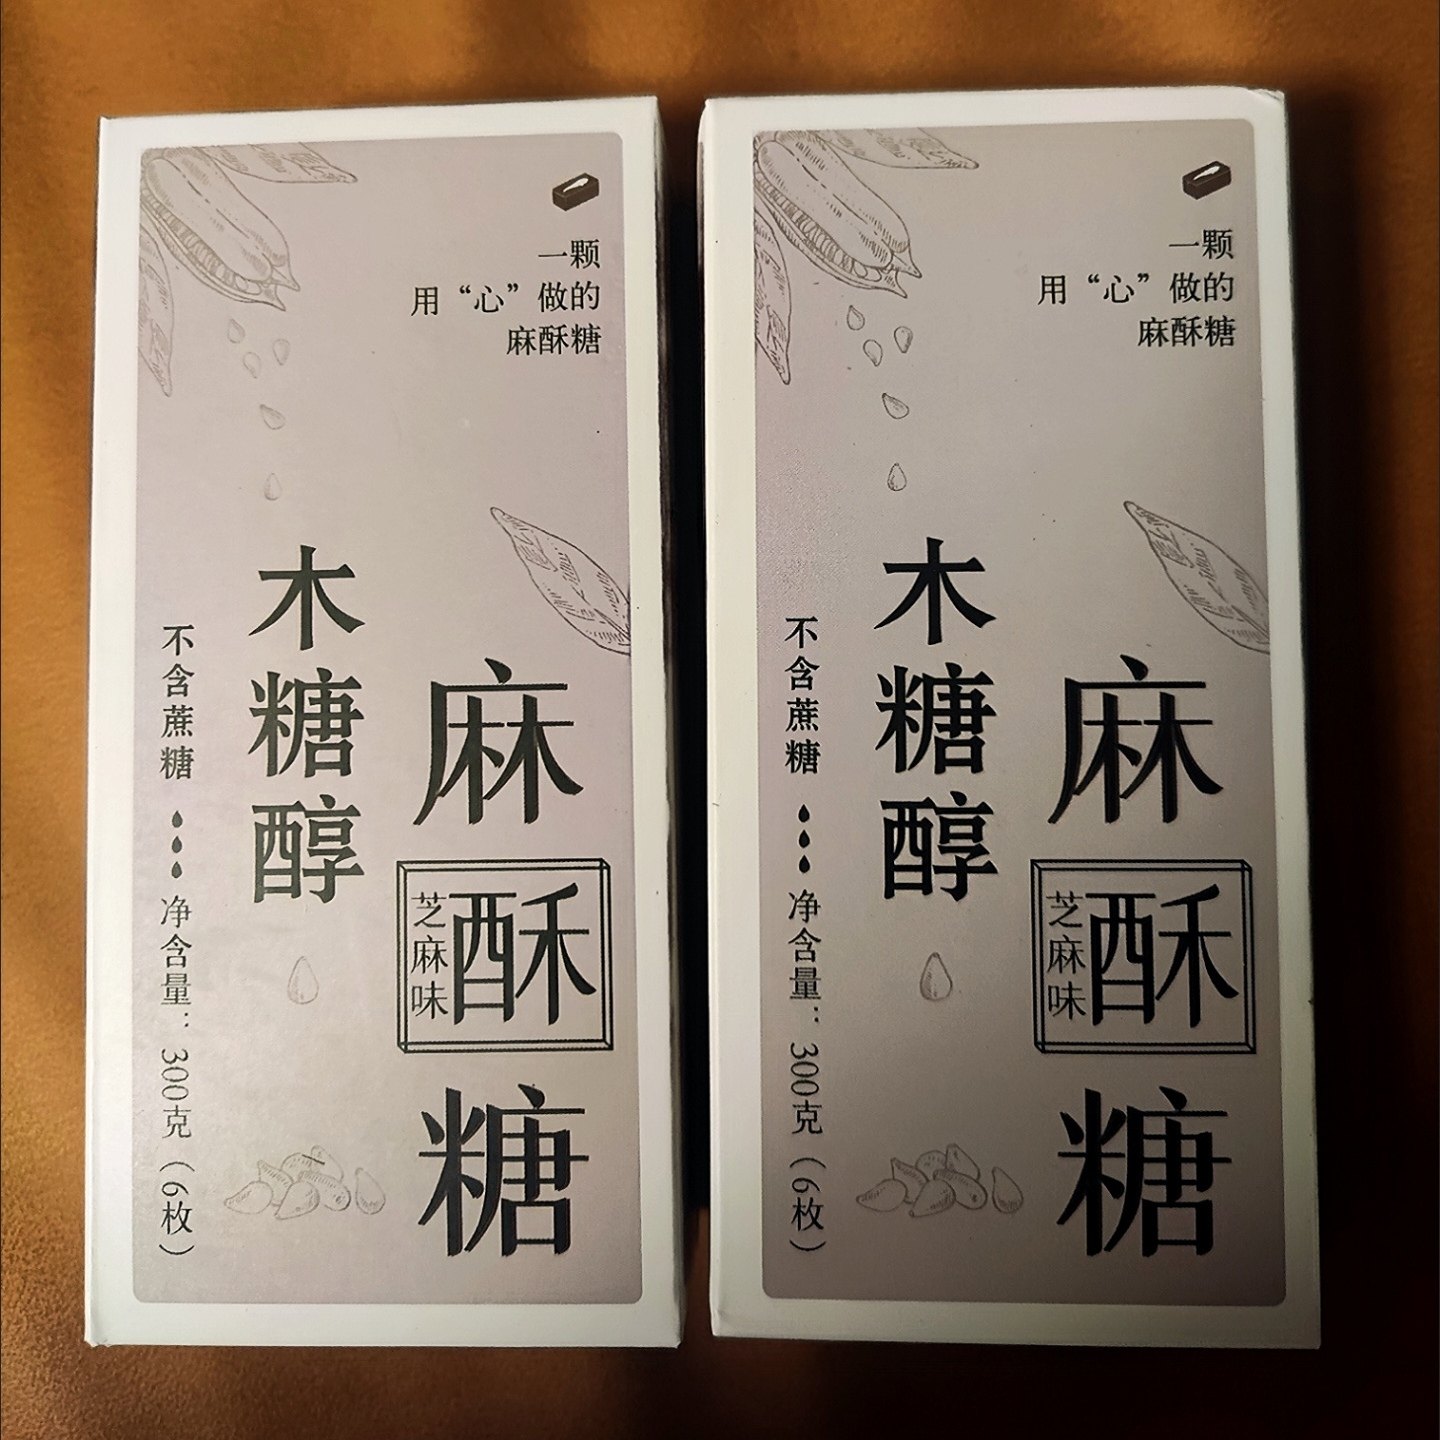 一颗
用“心”做的
麻酥糖
麻酥糖
芝麻味
木糖醇
不含蔗糖
净含量：300克（6枚）
一颗
用“心”做的
麻酥糖
麻酥糖
芝麻味
木糖醇
不含蔗糖
净含量：300克（6枚）